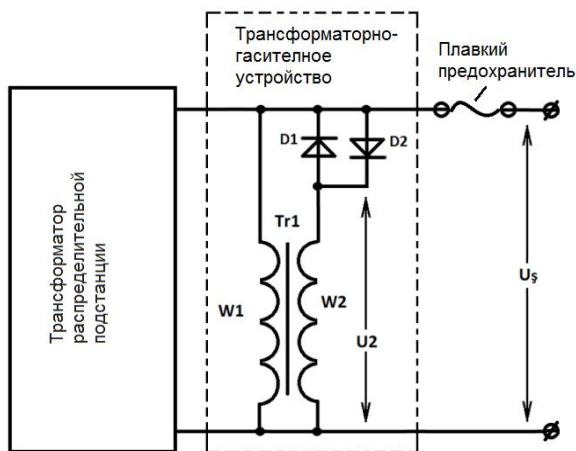 Трансформаторно-
гасителное
устройство
Плавкий
предохранитель
D1
D2
Трансформатор
распределительной
подстанции
Tr1
W1
W2
U2
Uş